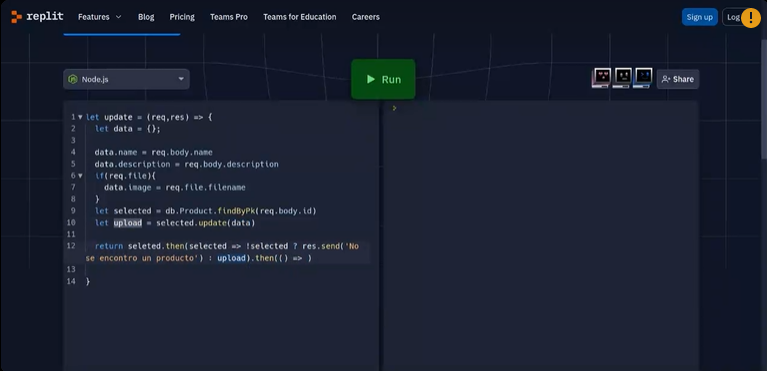 replit Features Blog Pricing Teams Pro Teams for Education Careers Sign up Log !
Node.js Run Share
1 let update = (req,res) => {
2 let data = {};
3
4 data.name = req.body.name
5 data.description = req.body.description
6 if(req.file){
7 data.image = req.file.filename
8 }
9 let selected = db.Product.findByPk(req.body.id)
10 let upload = selected.update(data)
11
12 return seleted.then(selected => !selected ? res.send('No
se encontro un producto') : upload).then(() => )
13
14 }